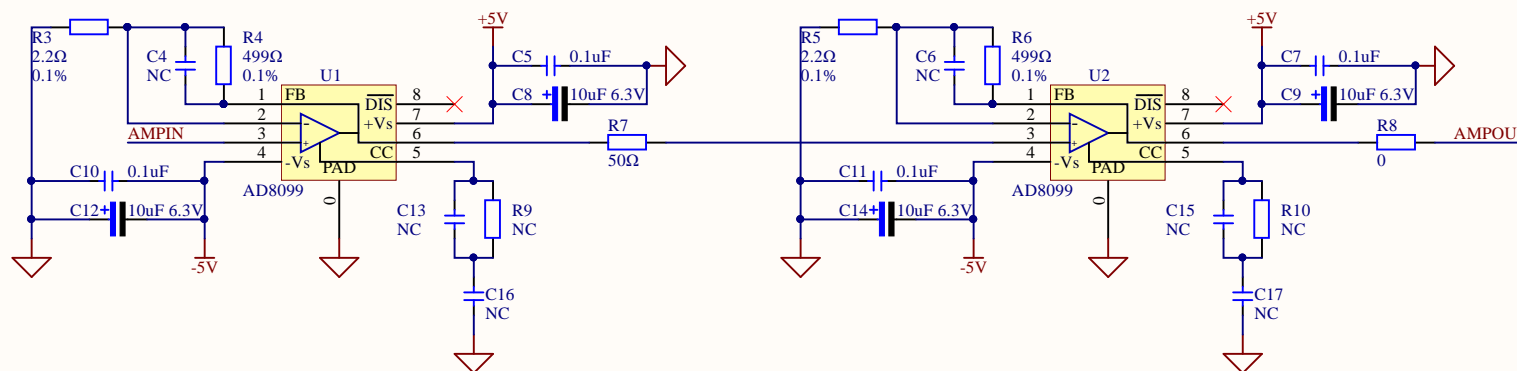 R3
2.2Ω
0.1%
C4
NC
R4
499Ω
0.1%
U1
1
FB
2
3
4
-Vs
DIS
8
+Vs
7
6
CC
5
PAD
0
AD8099
AMPIN
+5V
C5
0.1uF
C8
+
10uF 6.3V
R7
50Ω
C10
0.1uF
C12
+
10uF 6.3V
-5V
C13
NC
R9
NC
C16
NC
R5
2.2Ω
0.1%
C6
NC
R6
499Ω
0.1%
U2
1
FB
2
3
4
-Vs
DIS
8
+Vs
7
6
CC
5
PAD
0
AD8099
+5V
C7
0.1uF
C9
+
10uF 6.3V
R8
0
AMPOU
C11
0.1uF
C14
+
10uF 6.3V
-5V
C15
NC
R10
NC
C17
NC